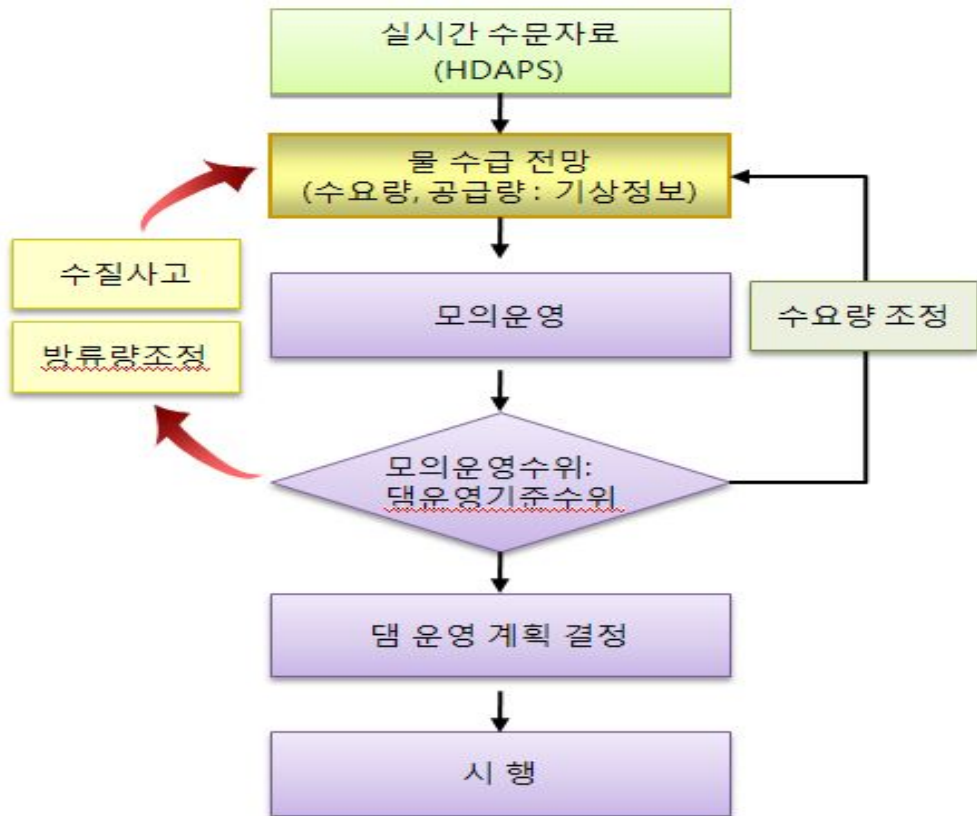 실시간 수문자료
(HDAPS)
물 수급 전망
(수요량, 공급량 : 기상정보)
수질사고
방류량조정
모의운영
수요량 조정
모의운영수위:
댐운영기준수위
댐 운영 계획 결정
시 행